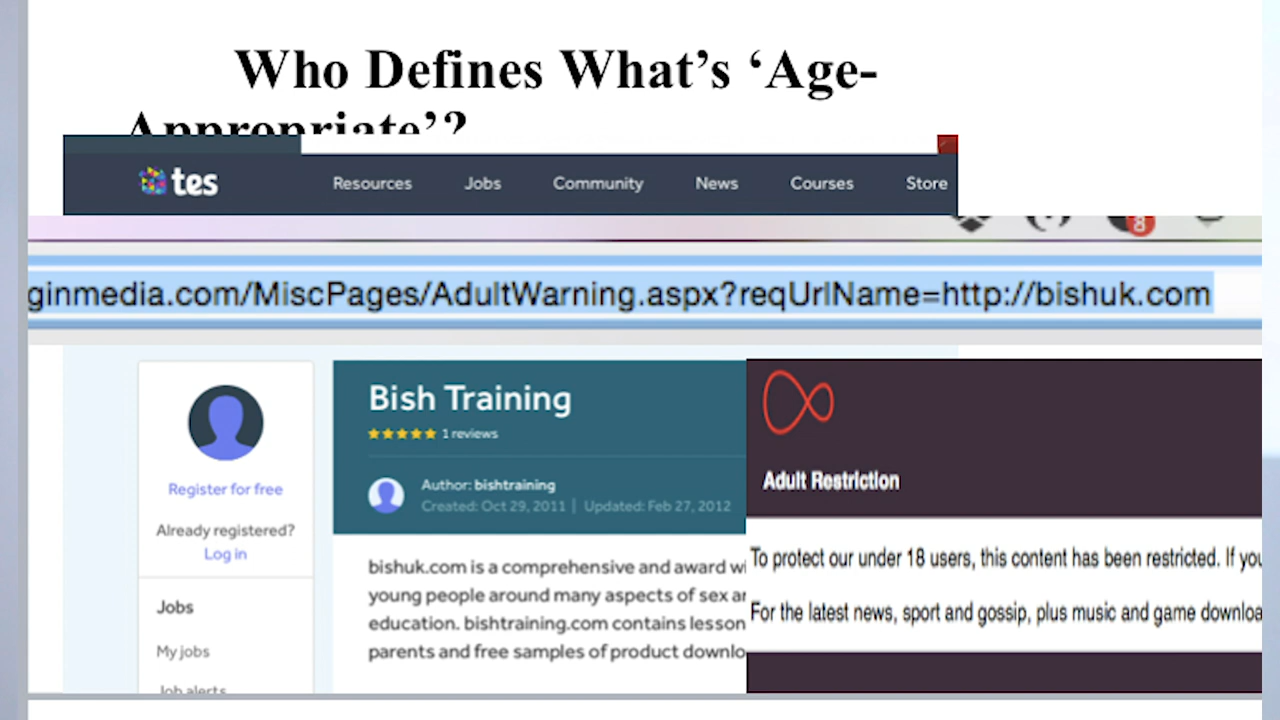 Who Defines What’s ‘Age-
Appropriate’?
tes Resources Jobs Community News Courses Store
8
ginmedia.com/MiscPages/AdultWarning.aspx?reqUrlName=http://bishuk.com
Register for free
Already registered?
Log in
Jobs
My jobs
Job alerts
Bish Training
1 reviews
Author: bishtraining
Created: Oct 29, 2011 | Updated: Feb 27, 2012
bishuk.com is a comprehensive and award wi
young people around many aspects of sex ar
education. bishtraining.com contains lesson
parents and free samples of product downlo
Adult Restriction
To protect our under 18 users, this content has been restricted. If you
For the latest news, sport and gossip, plus music and game downloa